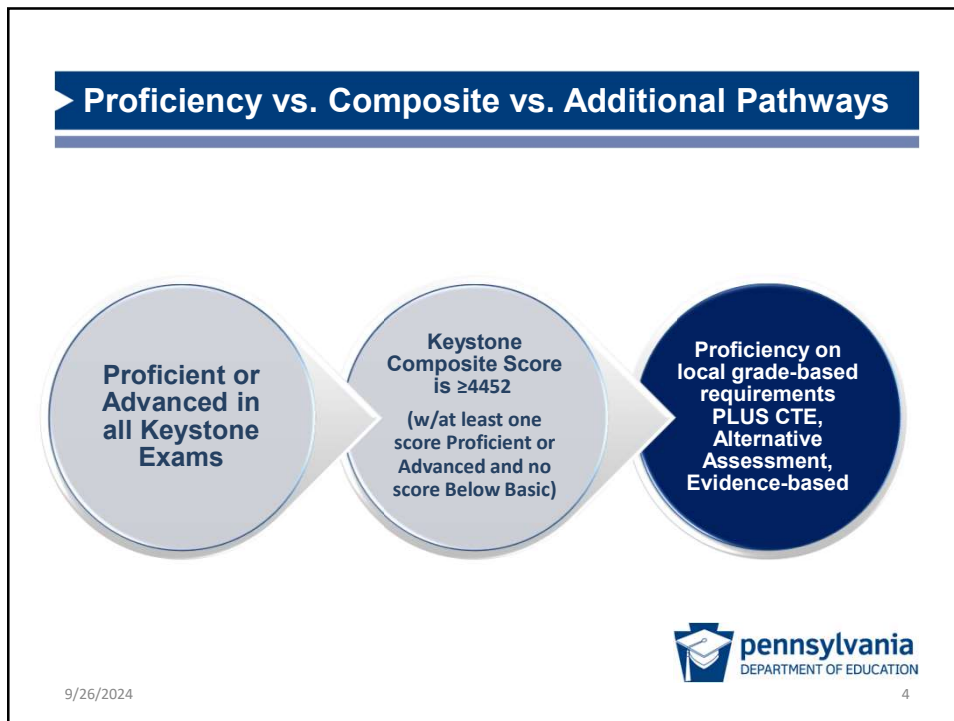 Proficiency vs. Composite vs. Additional Pathways
Proficient or
Advanced in
all Keystone
Exams
Keystone
Composite Score
is ≥4452
(w/at least one
score Proficient or
Advanced and no
score Below Basic)
Proficiency on
local grade-based
requirements
PLUS CTE,
Alternative
Assessment,
Evidence-based
pennsylvania
DEPARTMENT OF EDUCATION
9/26/2024
4